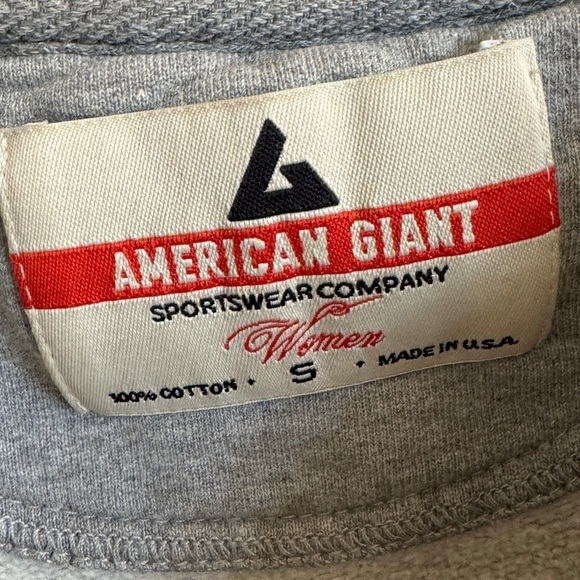 AMERICAN GIANT
SPORTSWEAR COMPANY
Women
100% COTTON • S • MADE IN U.S.A.